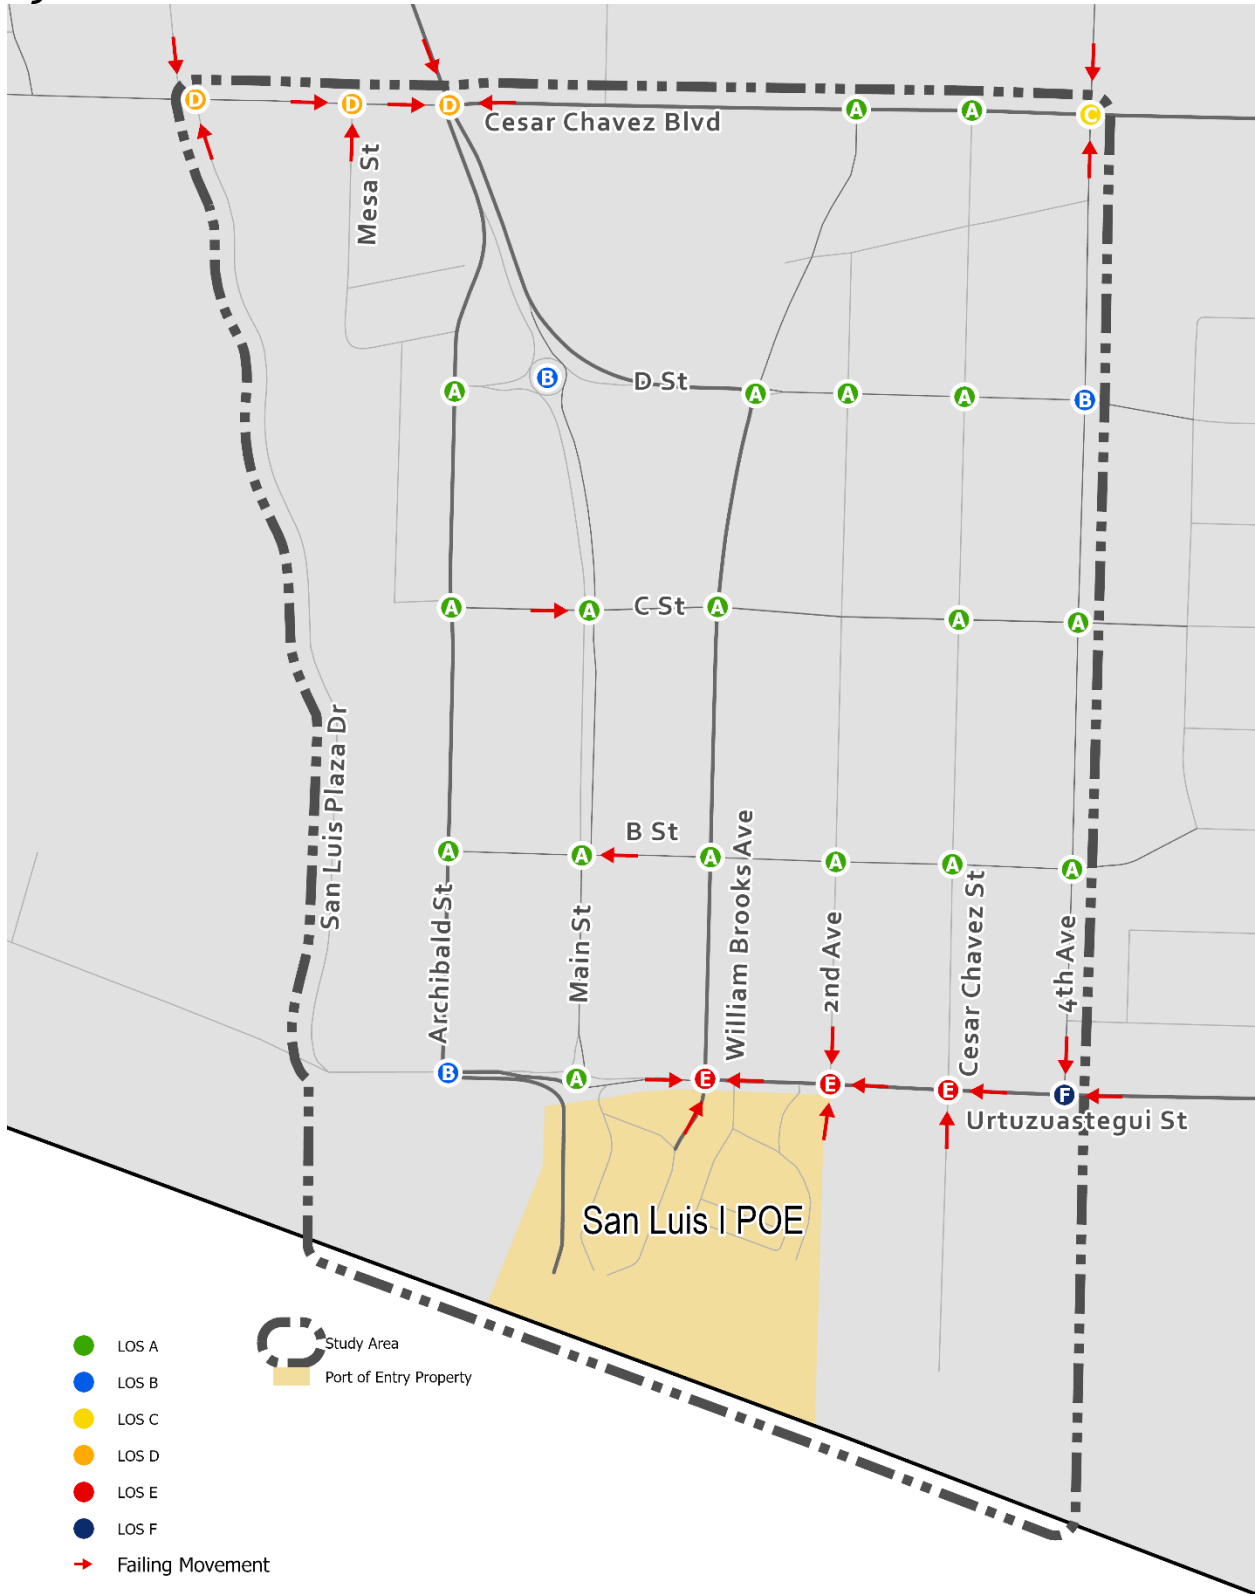 D
D
D
A
A
C
Cesar Chavez Blvd
Mesa St
B
D St
A
A
A
A
B
A
A
C St
A
A
A
San Luis Plaza Dr
B St
A
A
A
A
A
A
Archibald St
Main St
William Brooks Ave
2nd Ave
Cesar Chavez St
4th Ave
B
A
E
E
E
F
Urtuzuastegui St
San Luis I POE
LOS A
LOS B
LOS C
LOS D
LOS E
LOS F
Failing Movement
Study Area
Port of Entry Property